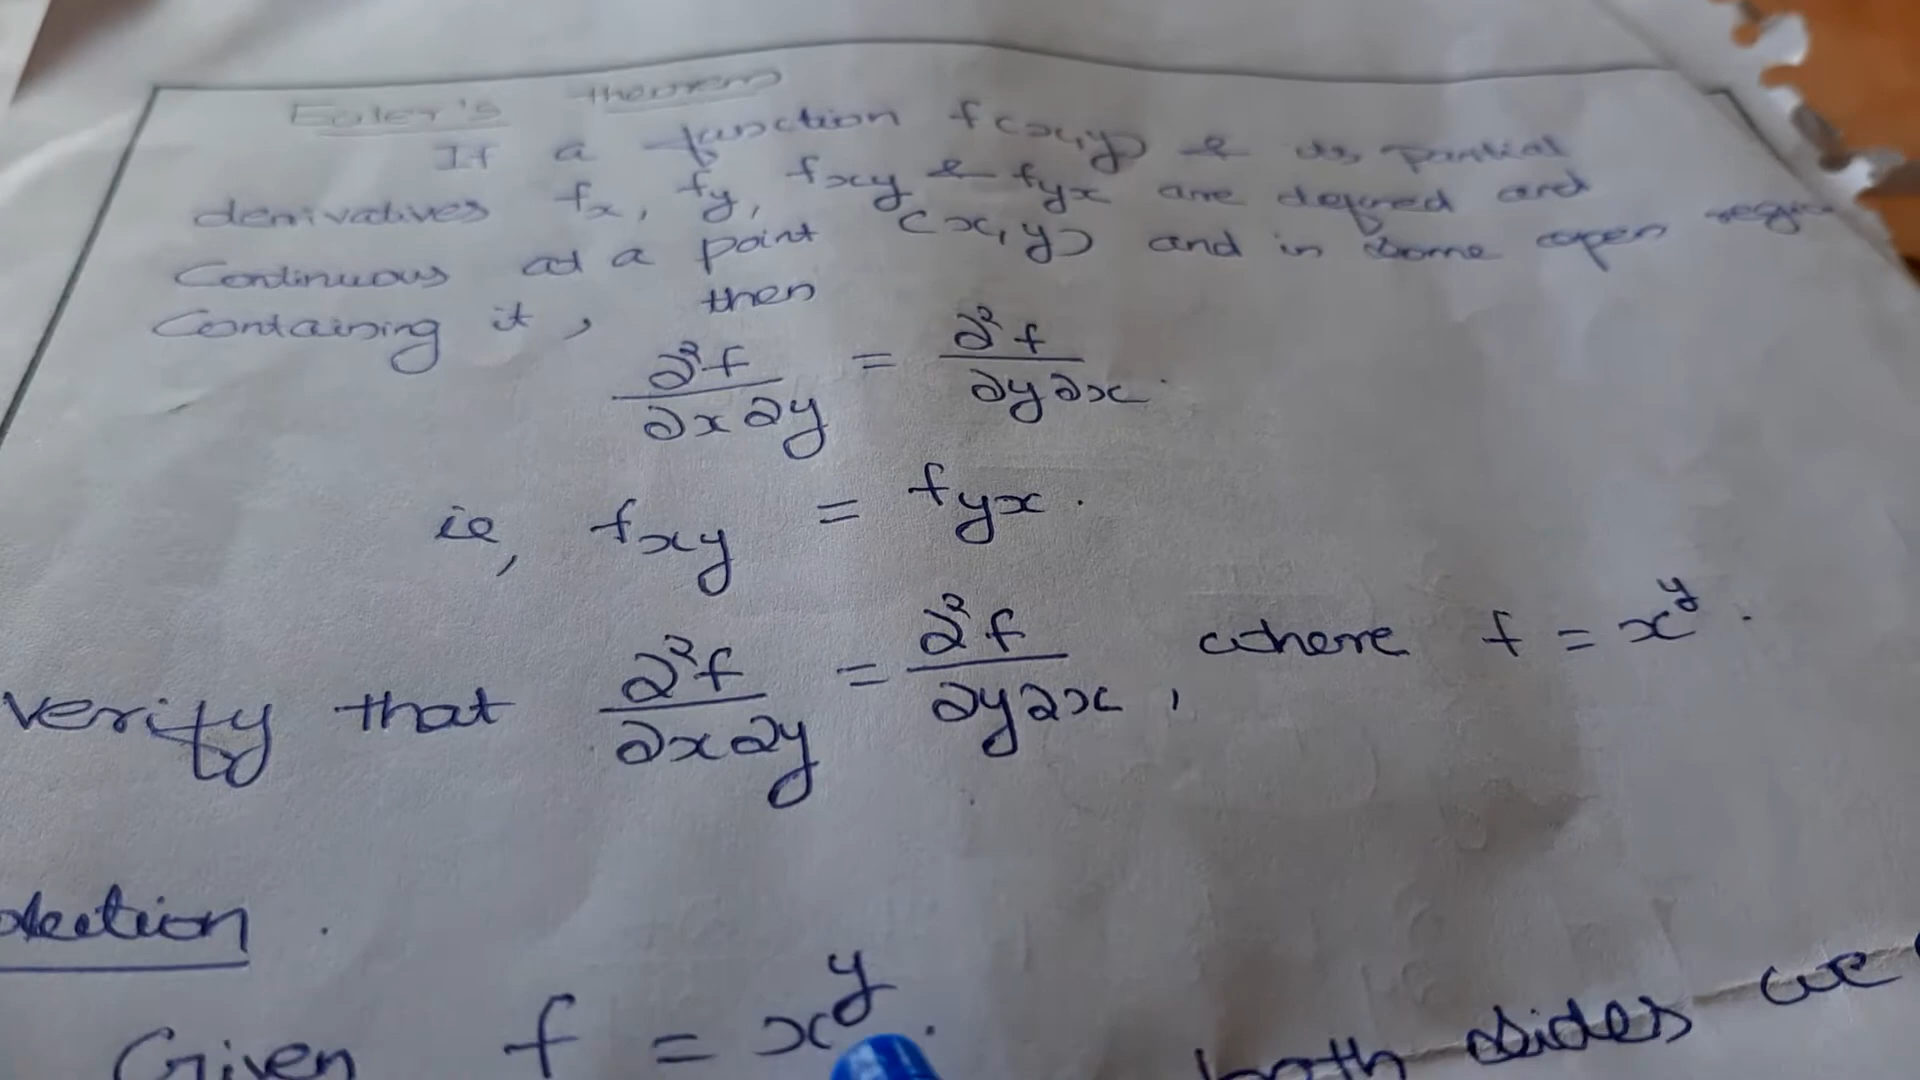 Euler's theorem
If a function f(x,y) & its partial
derivatives fx, fy, fxy & fyx are defined and
Continuous at a point (x,y) and in some open region
Containing it, then
∂²f/∂x∂y = ∂²f/∂y∂x.
ie, fxy = fyx.
verify that ∂²f/∂x∂y = ∂²f/∂y∂x, where f = x^y.
olution.
Given f = x^y.
both sides we